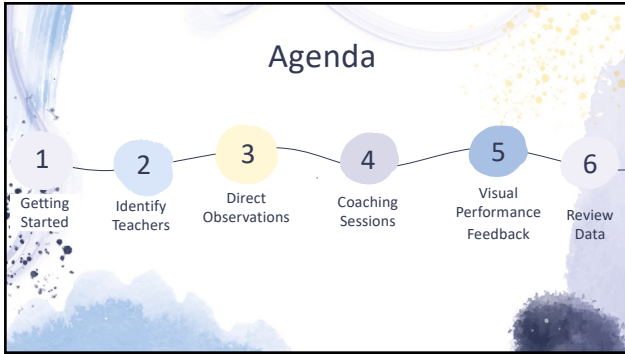 Agenda
1
Getting
Started
2
Identify
Teachers
3
Direct
Observations
4
Coaching
Sessions
5
Visual
Performance
Feedback
6
Review
Data